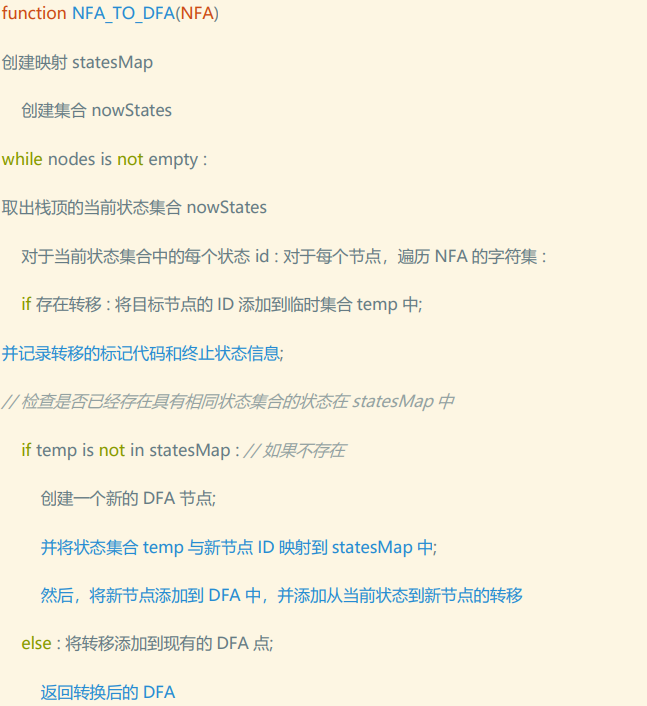 function NFA_TO_DFA(NFA)
创建映射 statesMap
创建集合 nowStates
while nodes is not empty :
取出栈顶的当前状态集合 nowStates
对于当前状态集合中的每个状态 id : 对于每个节点，遍历 NFA 的字符集 :
if 存在转移 : 将目标节点的 ID 添加到临时集合 temp 中;
并记录转移的标记代码和终止状态信息;
// 检查是否已经存在具有相同状态集合的状态在 statesMap 中
if temp is not in statesMap : // 如果不存在
创建一个新的 DFA 节点;
并将状态集合 temp 与新节点 ID 映射到 statesMap 中;
然后，将新节点添加到 DFA 中，并添加从当前状态到新节点的转移
else : 将转移添加到现有的 DFA 点;
返回转换后的 DFA